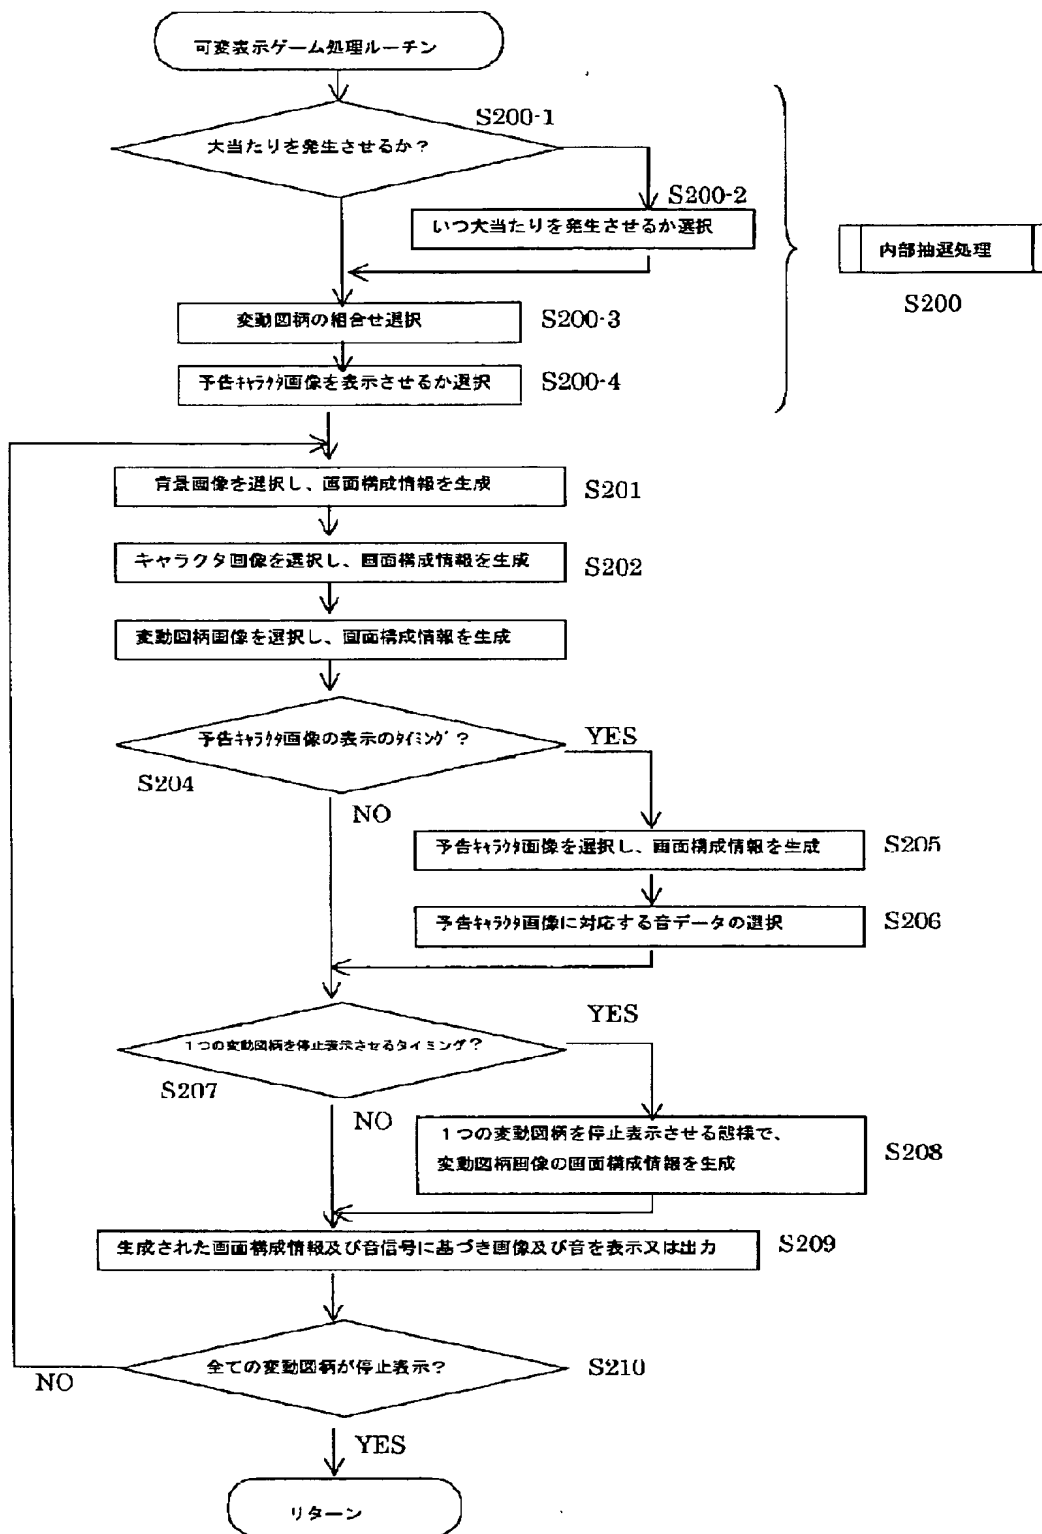 可変表示ゲーム処理ルーチン
S200-1
大当たりを発生させるか？
S200-2
いつ大当たりを発生させるか選択
内部抽選処理
S200
変動図柄の組合せ選択
S200-3
予告ｷｬﾗｸﾀ画像を表示させるか選択
S200-4
背景画像を選択し、画面構成情報を生成
S201
キャラクタ画像を選択し、画面構成情報を生成
S202
変動図柄画像を選択し、画面構成情報を生成
予告ｷｬﾗｸﾀ画像の表示のﾀｲﾐﾝｸﾞ？
YES
S204
NO
予告ｷｬﾗｸﾀ画像を選択し、画面構成情報を生成
S205
予告ｷｬﾗｸﾀ画像に対応する音データの選択
S206
YES
１つの変動図柄を停止表示させるタイミング？
S207
NO
１つの変動図柄を停止表示させる態様で、
変動図柄画像の画面構成情報を生成
S208
生成された画面構成情報及び音信号に基づき画像及び音を表示又は出力
S209
全ての変動図柄が停止表示？
S210
NO
YES
リターン